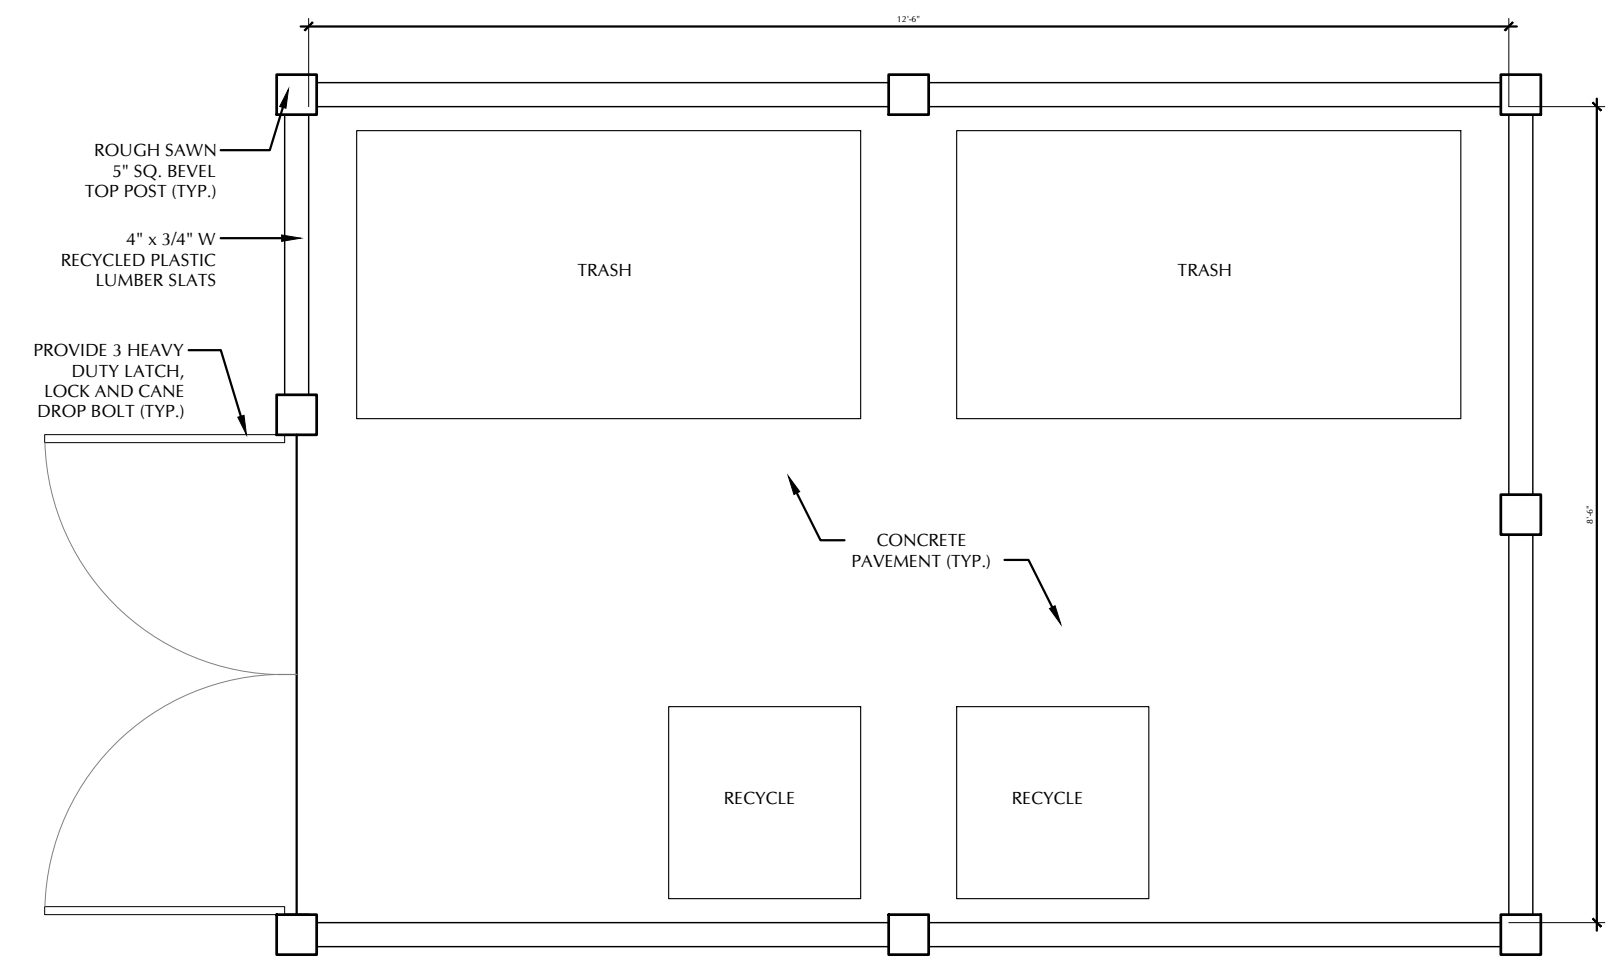 12'-6"
ROUGH SAWN
5" SQ. BEVEL
TOP POST (TYP.)
4" x 3/4" W
RECYCLED PLASTIC
LUMBER SLATS
TRASH
TRASH
PROVIDE 3 HEAVY
DUTY LATCH,
LOCK AND CANE
DROP BOLT (TYP.)
8'-6"
CONCRETE
PAVEMENT (TYP.)
RECYCLE
RECYCLE